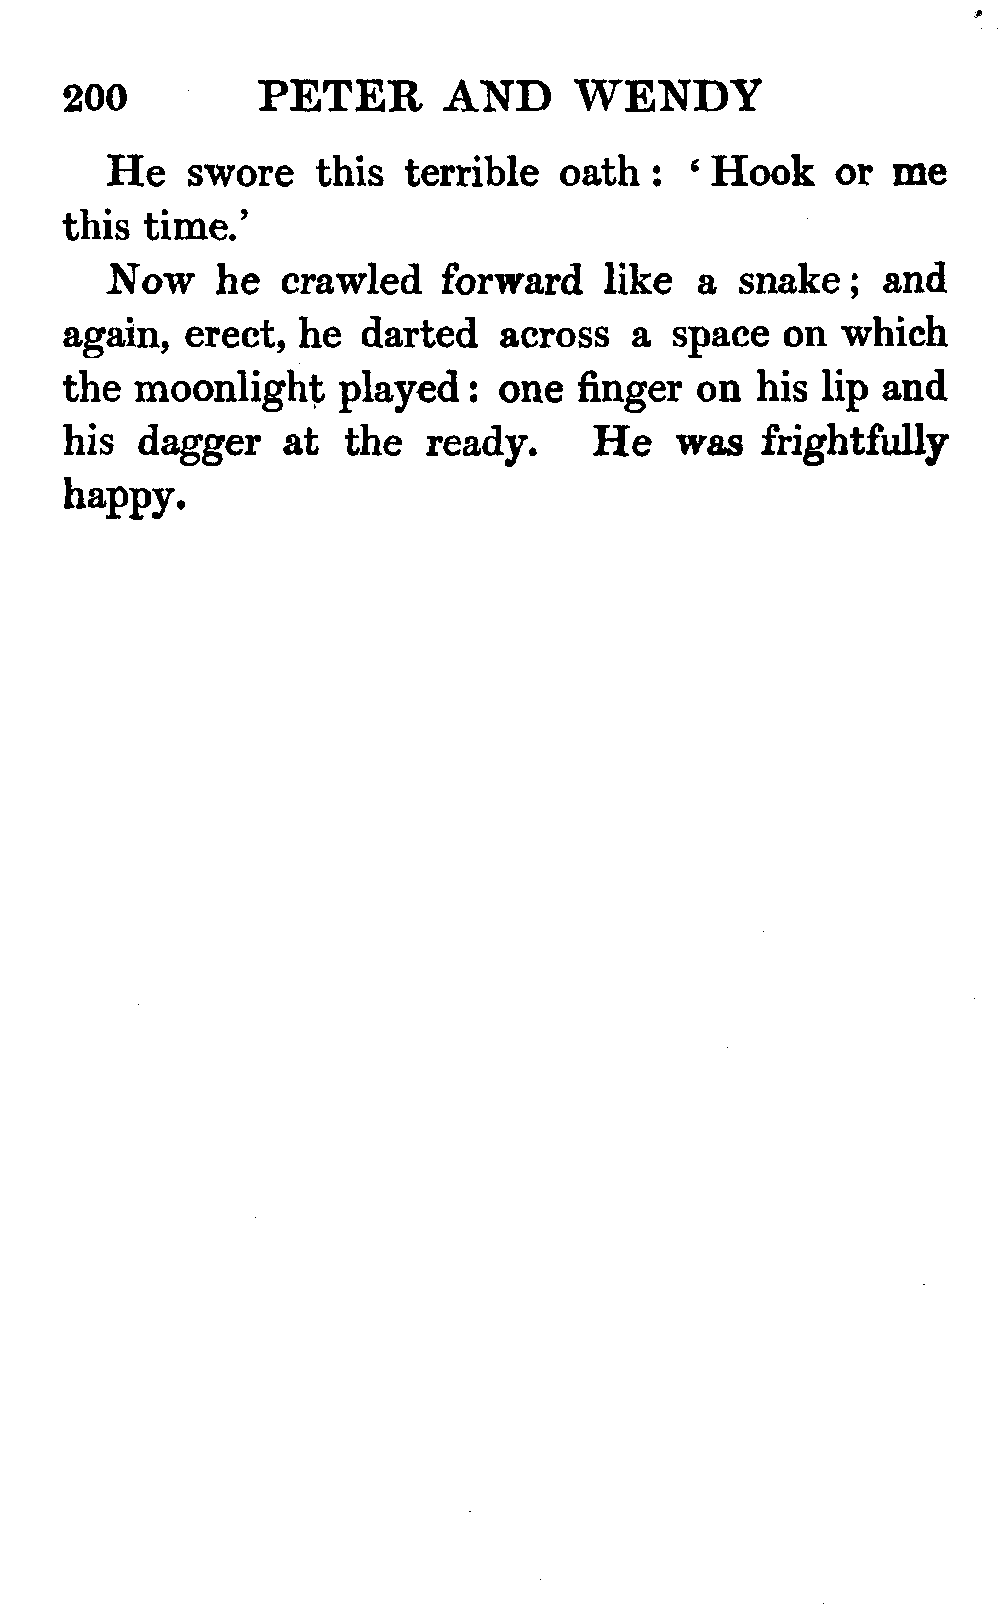 200 PETER AND WENDY
He swore this terrible oath : ‘ Hook or me
this time.’
Now he crawled forward like a snake ; and
again, erect, he darted across a space on which
the moonlight played : one finger on his lip and
his dagger at the ready. He was frightfully
happy.